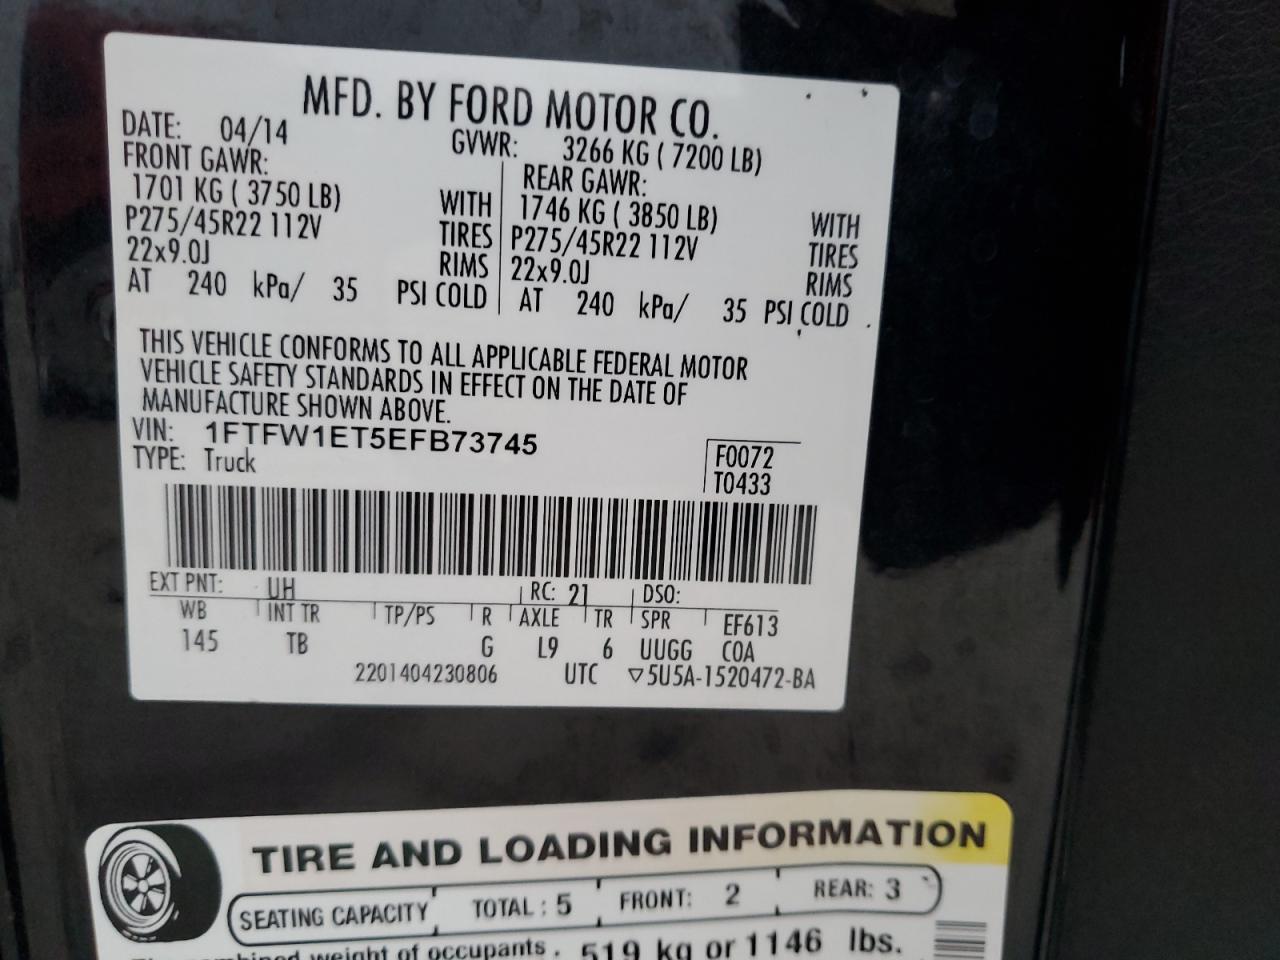 MFD. BY FORD MOTOR CO.
DATE: 04/14 GVWR: 3266 KG ( 7200 LB)
FRONT GAWR: REAR GAWR:
1701 KG ( 3750 LB) WITH 1746 KG ( 3850 LB) WITH
P275/45R22 112V TIRES P275/45R22 112V TIRES
22x9.0J RIMS 22x9.0J RIMS
AT 240 kPa/ 35 PSI COLD AT 240 kPa/ 35 PSI COLD
THIS VEHICLE CONFORMS TO ALL APPLICABLE FEDERAL MOTOR
VEHICLE SAFETY STANDARDS IN EFFECT ON THE DATE OF
MANUFACTURE SHOWN ABOVE.
VIN: 1FTFW1ET5EFB73745 F0072
TYPE: Truck T0433
EXT PNT: UH RC: 21 DSO:
WB INT TR TP/PS R AXLE TR SPR EF613
145 TB G L9 6 UUGG COA
2201404230806 UTC ▽5U5A-1520472-BA
TIRE AND LOADING INFORMATION
SEATING CAPACITY TOTAL : 5 FRONT: 2 REAR: 3
The combined weight of occupants . 519 kg or 1146 lbs.